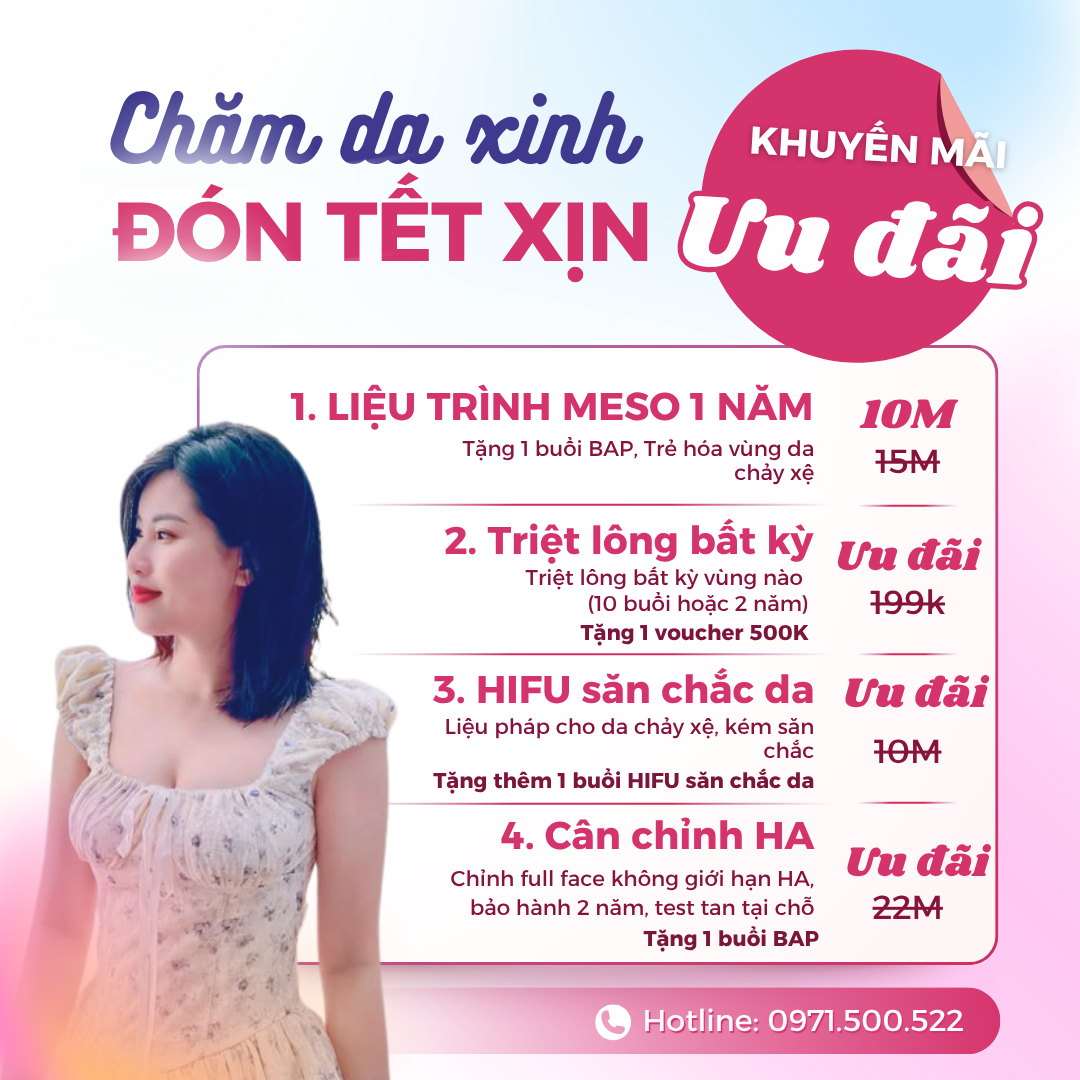 Chăm da xinh
ĐÓN TẾT XỊN
KHUYẾN MÃI
Ưu đãi
1. LIỆU TRÌNH MESO 1 NĂM
Tặng 1 buổi BAP, Trẻ hóa vùng da
chảy xệ
10M
15M
2. Triệt lông bất kỳ
Triệt lông bất kỳ vùng nào
(10 buổi hoặc 2 năm)
Tặng 1 voucher 500K
Ưu đãi
199k
3. HIFU săn chắc da
Liệu pháp cho da chảy xệ, kém săn
chắc
Tặng thêm 1 buổi HIFU săn chắc da
Ưu đãi
10M
4. Cân chỉnh HA
Chỉnh full face không giới hạn HA,
bảo hành 2 năm, test tan tại chỗ
Tặng 1 buổi BAP
Ưu đãi
22M
Hotline: 0971.500.522